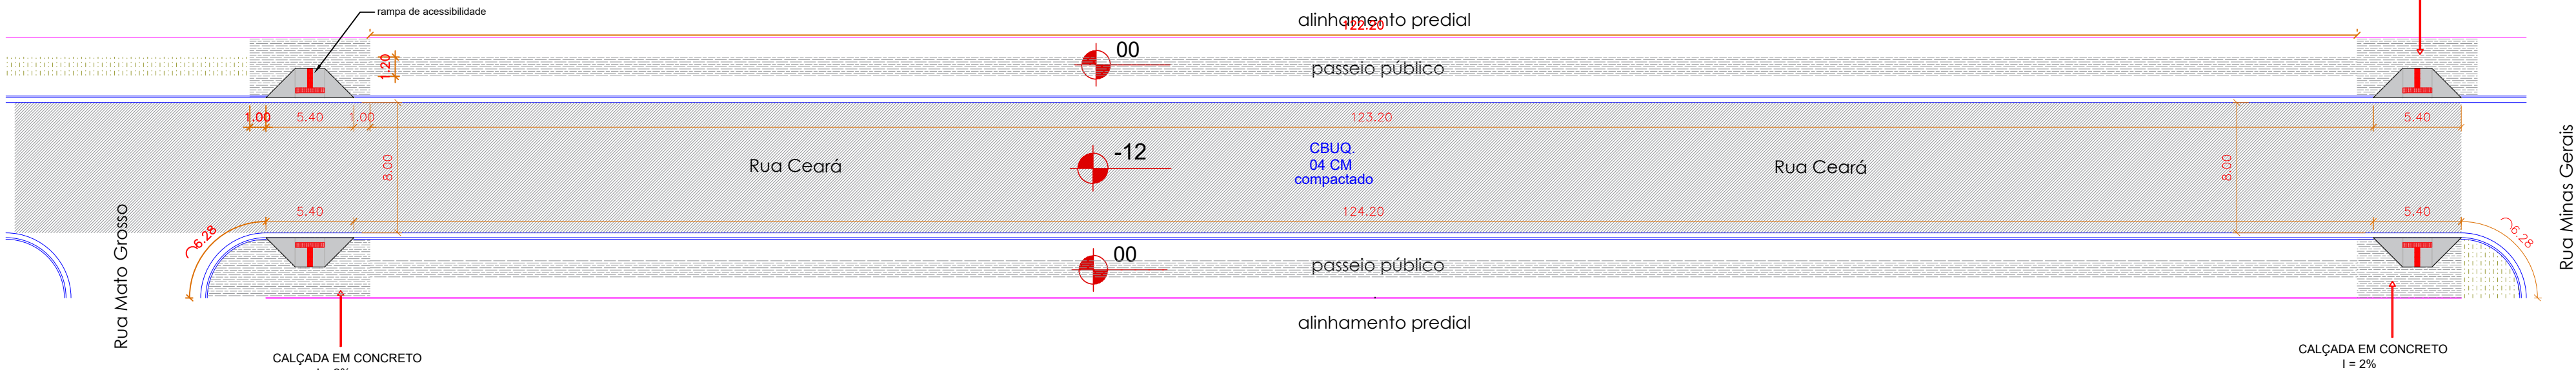 rampa de acessibilidade
alinhamento predial
122.20
00
1.20
passeio público
1.00
5.40
1.00
123.20
5.40
8.00
Rua Ceará
-12
CBUQ.
04 CM
compactado
Rua Ceará
8.00
Rua Minas Gerais
Rua Mato Grosso
6.28
5.40
124.20
5.40
6.28
00
passeio público
alinhamento predial
CALÇADA EM CONCRETO
CALÇADA EM CONCRETO
I = 2%